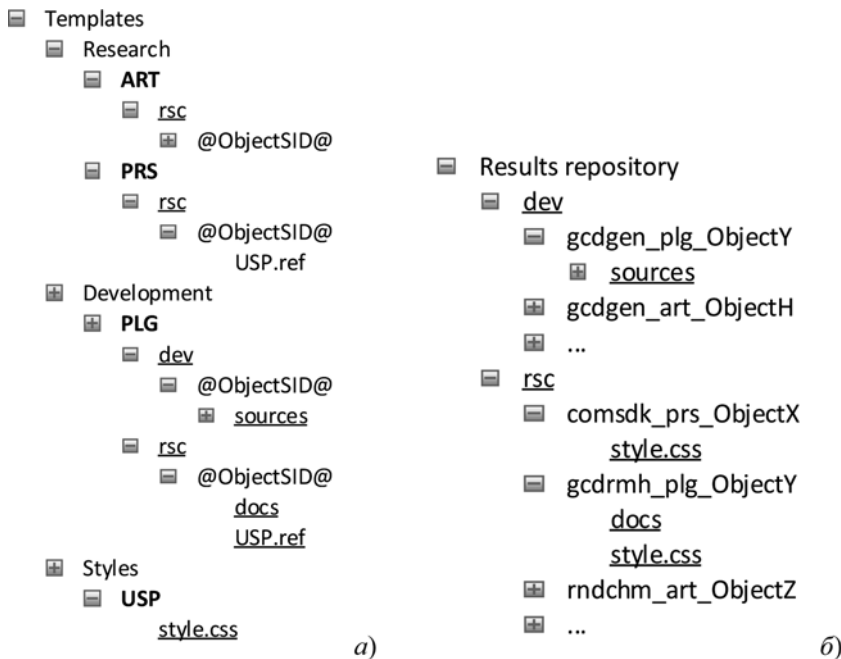 Templates
Research
ART
rsc
@ObjectSID@
PRS
rsc
@ObjectSID@
USP.ref
Development
PLG
dev
@ObjectSID@
sources
rsc
@ObjectSID@
docs
USP.ref
Styles
USP
style.css
а)
Results repository
dev
gcdgen_plg_ObjectY
sources
gcdgen_art_ObjectH
...
rsc
comsdk_prs_ObjectX
style.css
gcdrmh_plg_ObjectY
docs
style.css
rndchm_art_ObjectZ
...
б)